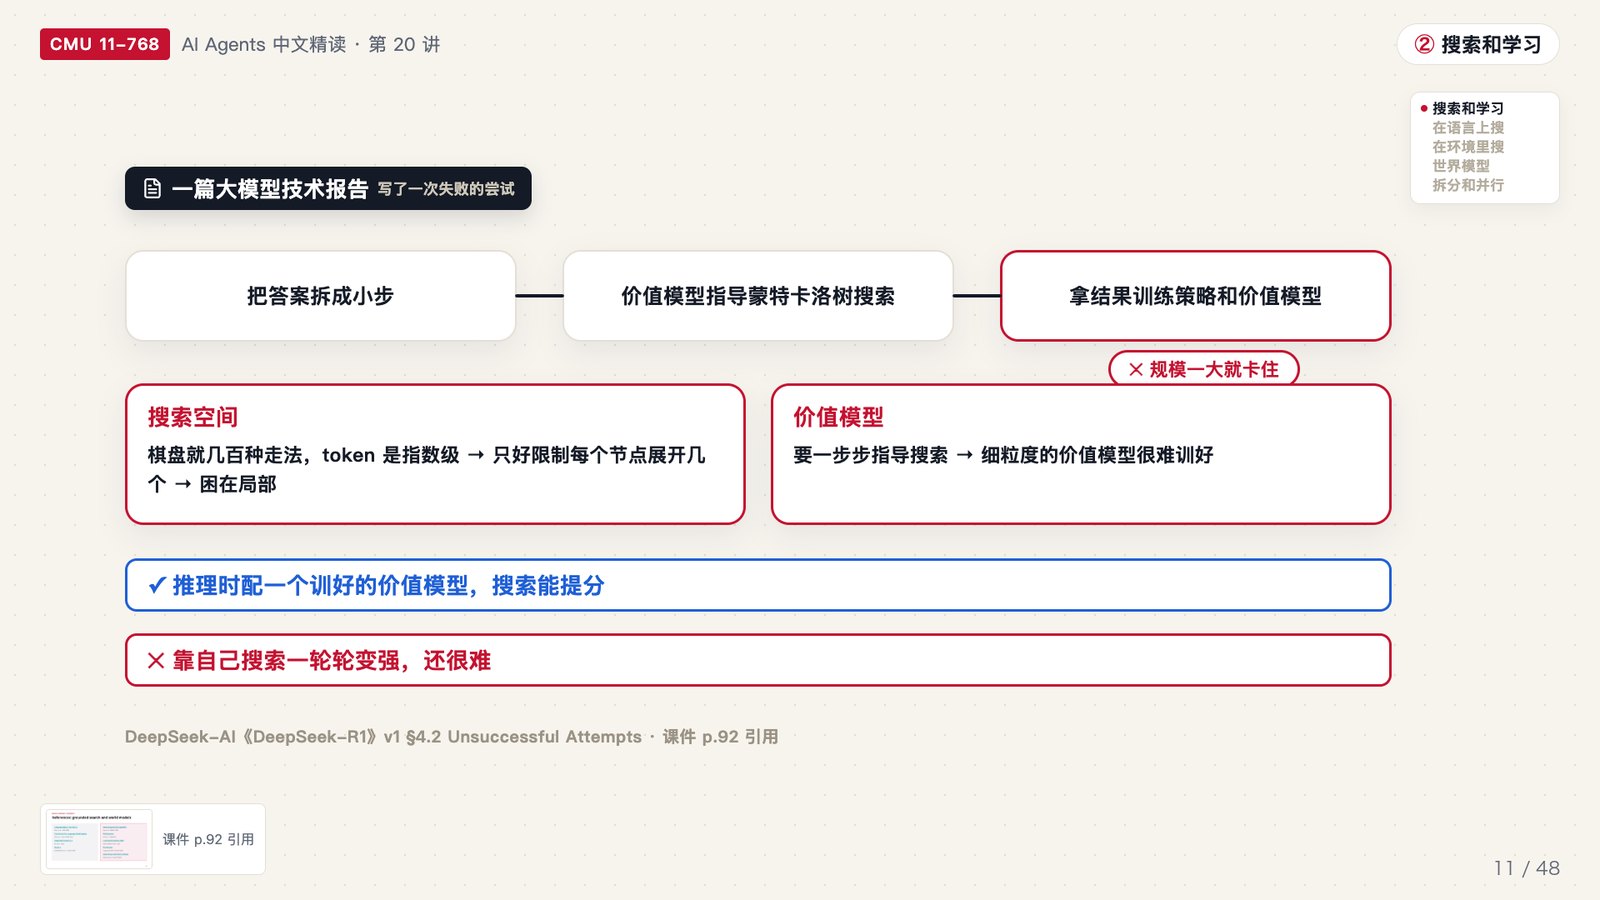 CMU 11-768 AI Agents 中文精读 · 第 20 讲
② 搜索和学习
搜索和学习
在语言上搜
在环境里搜
世界模型
拆分和并行
一篇大模型技术报告 写了一次失败的尝试
把答案拆成小步
价值模型指导蒙特卡洛树搜索
拿结果训练策略和价值模型
× 规模一大就卡住
搜索空间
棋盘就几百种走法，token 是指数级 → 只好限制每个节点展开几
个 → 困在局部
价值模型
要一步步指导搜索 → 细粒度的价值模型很难训好
✓ 推理时配一个训好的价值模型，搜索能提分
× 靠自己搜索一轮轮变强，还很难
DeepSeek-AI《DeepSeek-R1》v1 §4.2 Unsuccessful Attempts · 课件 p.92 引用
课件 p.92 引用
11 / 48